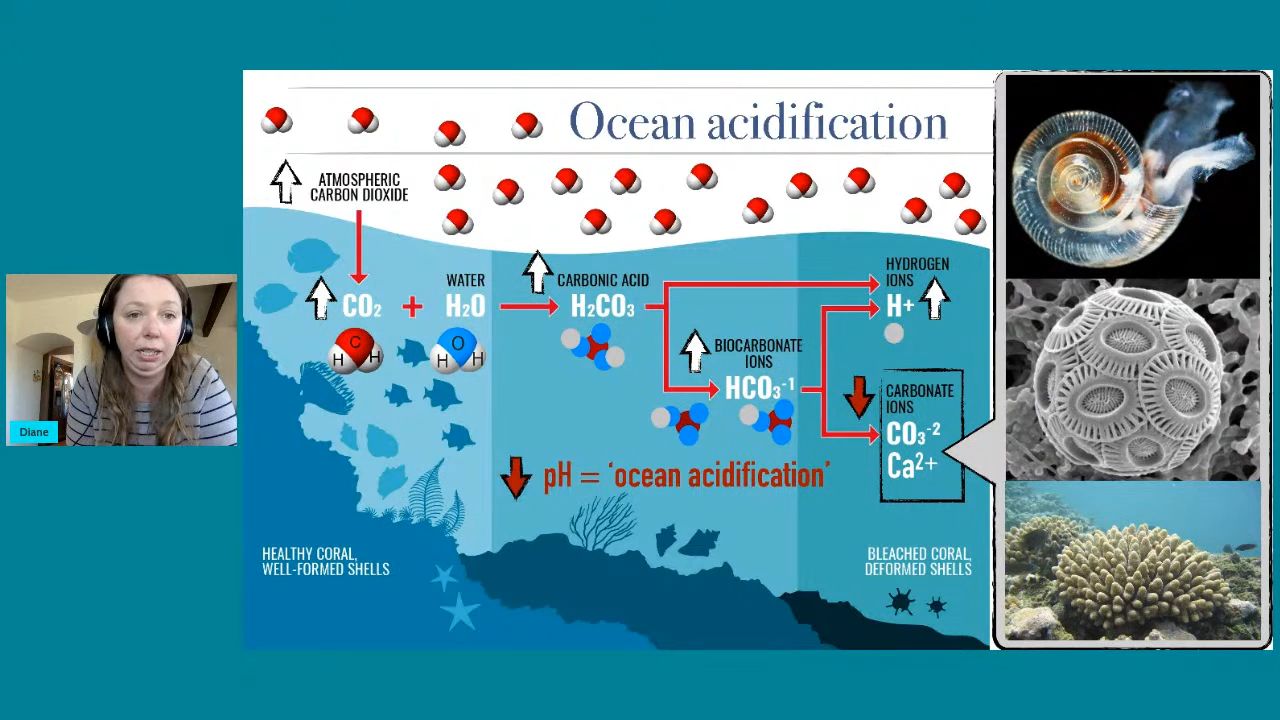 Ocean acidification
ATMOSPHERIC
CARBON DIOXIDE
CO₂
+
WATER
H₂O
CARBONIC ACID
H₂CO₃
HYDROGEN
IONS
H+
C
H H
O
H H
BIOCARBONATE
IONS
HCO₃⁻¹
CARBONATE
IONS
CO₃⁻²
Ca²+
pH = 'ocean acidification'
HEALTHY CORAL,
WELL-FORMED SHELLS
BLEACHED CORAL,
DEFORMED SHELLS
Diane